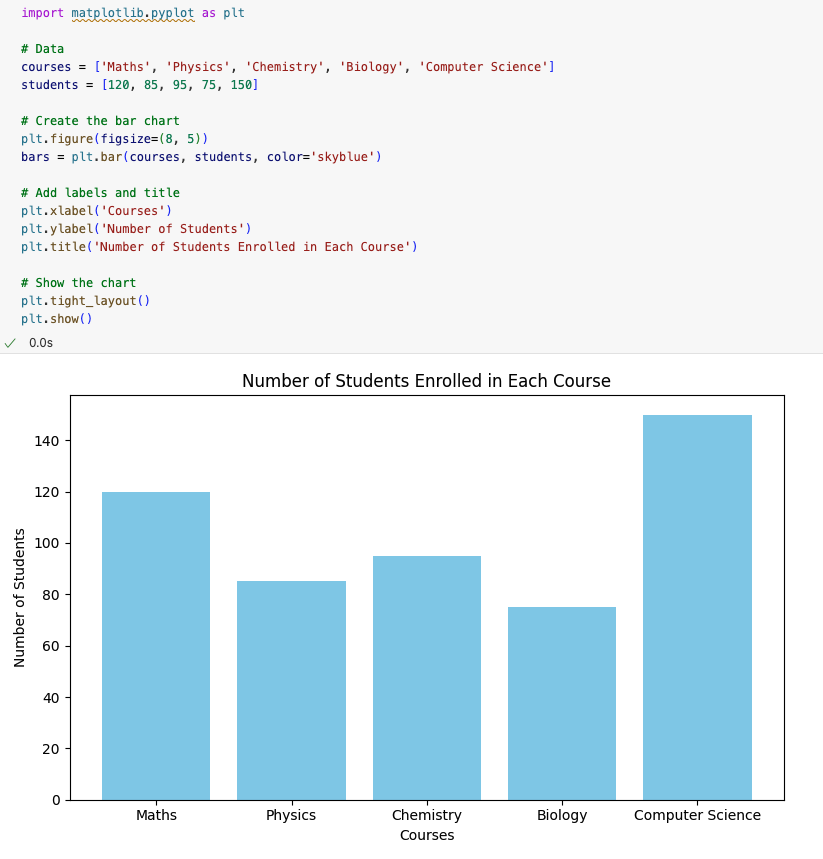 import matplotlib.pyplot as plt
# Data
courses = ['Maths', 'Physics', 'Chemistry', 'Biology', 'Computer Science']
students = [120, 85, 95, 75, 150]
# Create the bar chart
plt.figure(figsize=(8, 5))
bars = plt.bar(courses, students, color='skyblue')
# Add labels and title
plt.xlabel('Courses')
plt.ylabel('Number of Students')
plt.title('Number of Students Enrolled in Each Course')
# Show the chart
plt.tight_layout()
plt.show()
0.0s
Number of Students Enrolled in Each Course
Number of Students
140
120
100
80
60
40
20
0
Maths Physics Chemistry Biology Computer Science
Courses